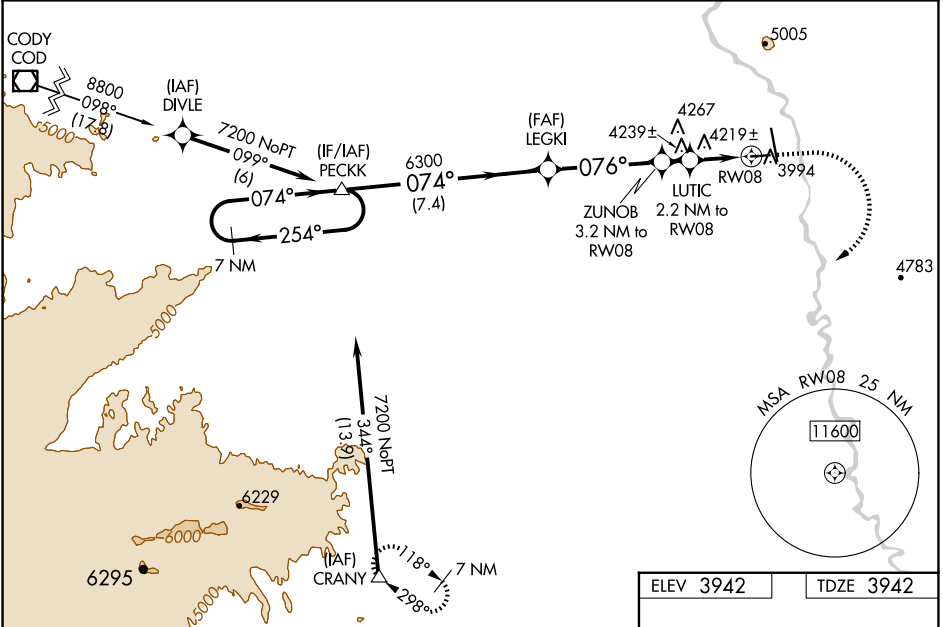 CODY
COD
8800
098°
(17.8)
5000
(IAF)
DIVLE
7200 NoPT
099°
(6)
(IF/IAF)
PECKK
074°
254°
7 NM
6300
074°
(7.4)
(FAF)
LEGKI
076°
4267
4239±
4219±
ZUNOB
3.2 NM to
RW08
LUTIC
2.2 NM to
RW08
RW08
3994
5005
4783
5000
7200 NoPT
344°
(13.9)
(IAF)
CRANY
118°
298°
7 NM
6229
6000
6295
5000
MSA RW08 25 NM
11600
ELEV 3942
TDZE 3942